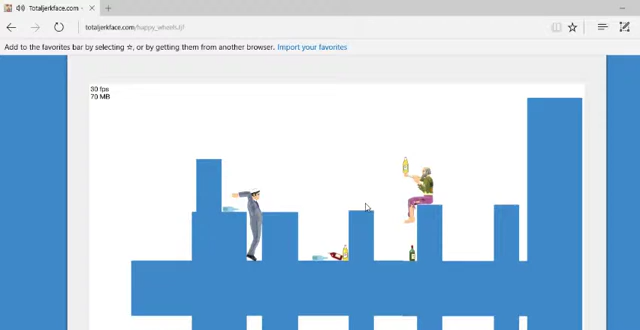 Totaljerkface.com
totaljerkface.com/happy_wheels.tjf
Add to the favorites bar by selecting ☆, or by getting them from another browser. Import your favorites
30 fps
70 MB